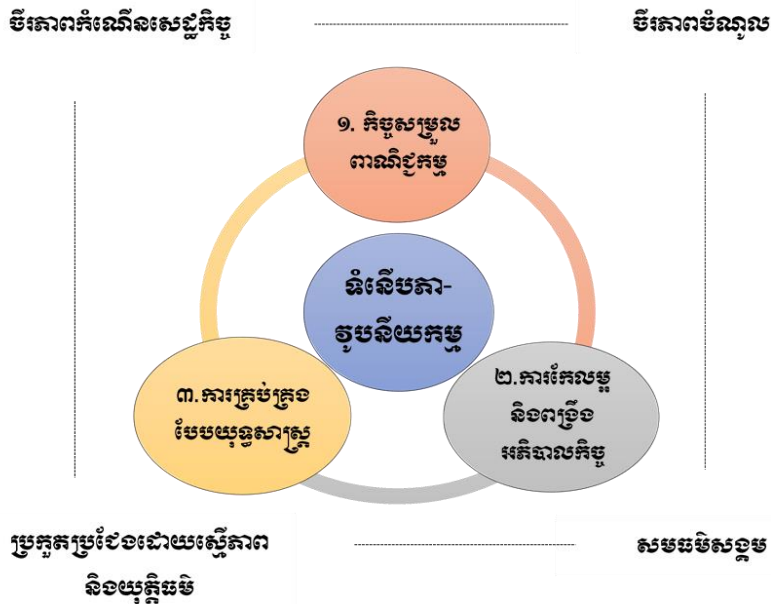 ចីរភាពកំណើនសេដ្ឋកិច្ច
ចីរភាពចំណូល
១. កិច្ចសម្រួល
ពាណិជ្ជកម្ម
ទំនើបភា-
វូបនីយកម្ម
៣.ការគ្រប់គ្រង
បែបយុទ្ធសាស្ត្រ
២.ការកែលម្អ
និងពង្រឹង
អភិបាលកិច្ច
ប្រកួតប្រជែងដោយស្មើភាព
និងយុត្តិធម៌
សមធម៌សង្គម